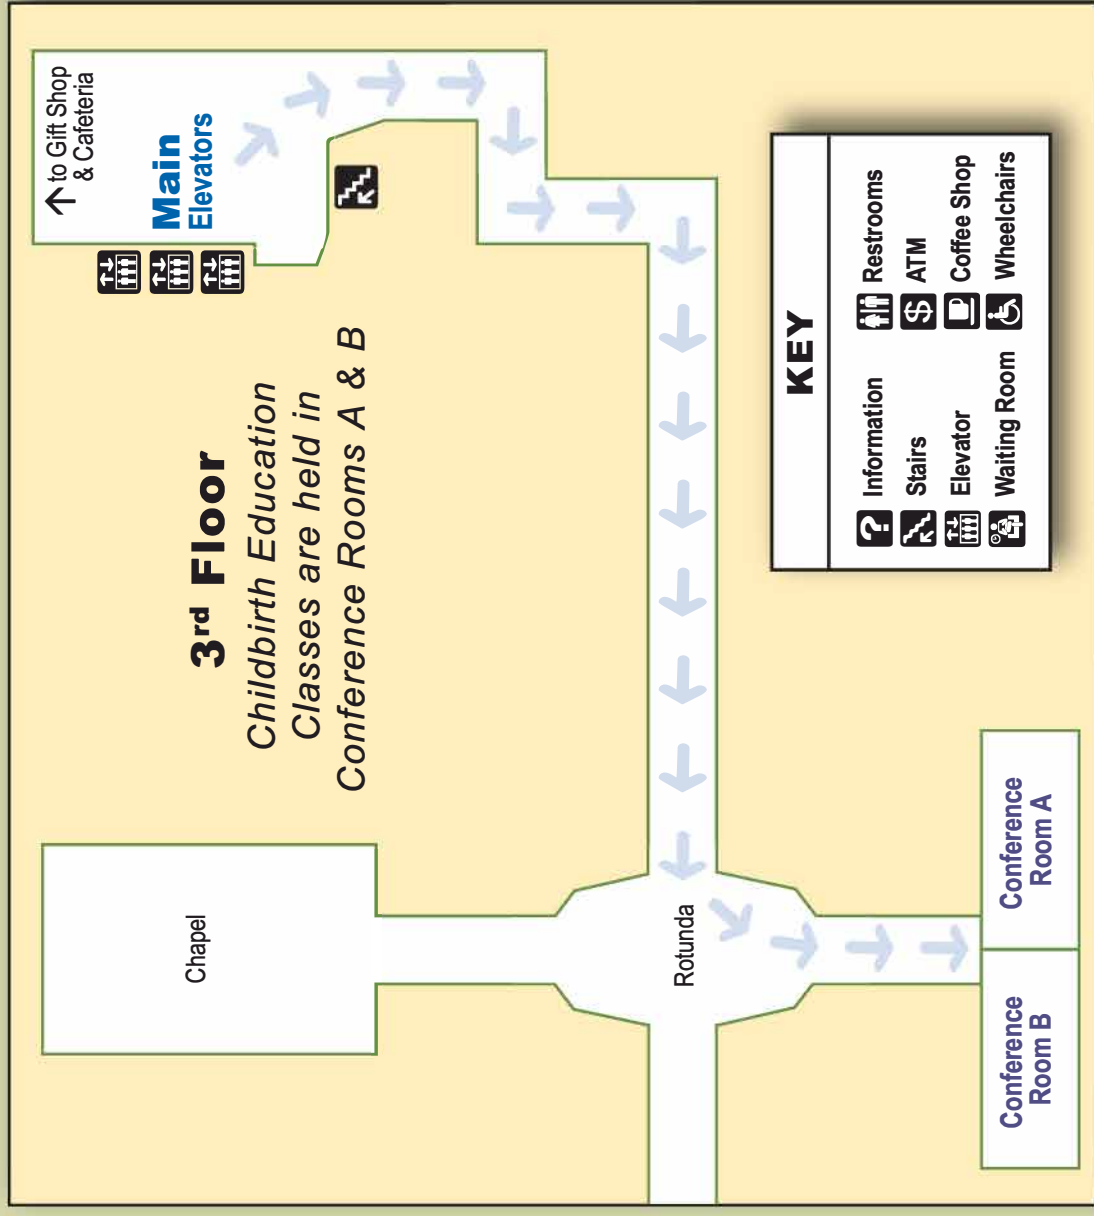 ↑ to Gift Shop
& Cafeteria
Main
Elevators
3rd Floor
Childbirth Education
Classes are held in
Conference Rooms A & B
Chapel
Rotunda
Conference
Room B
Conference
Room A
KEY
? Information
Stairs
Elevator
Waiting Room
Restrooms
$ ATM
Coffee Shop
Wheelchairs